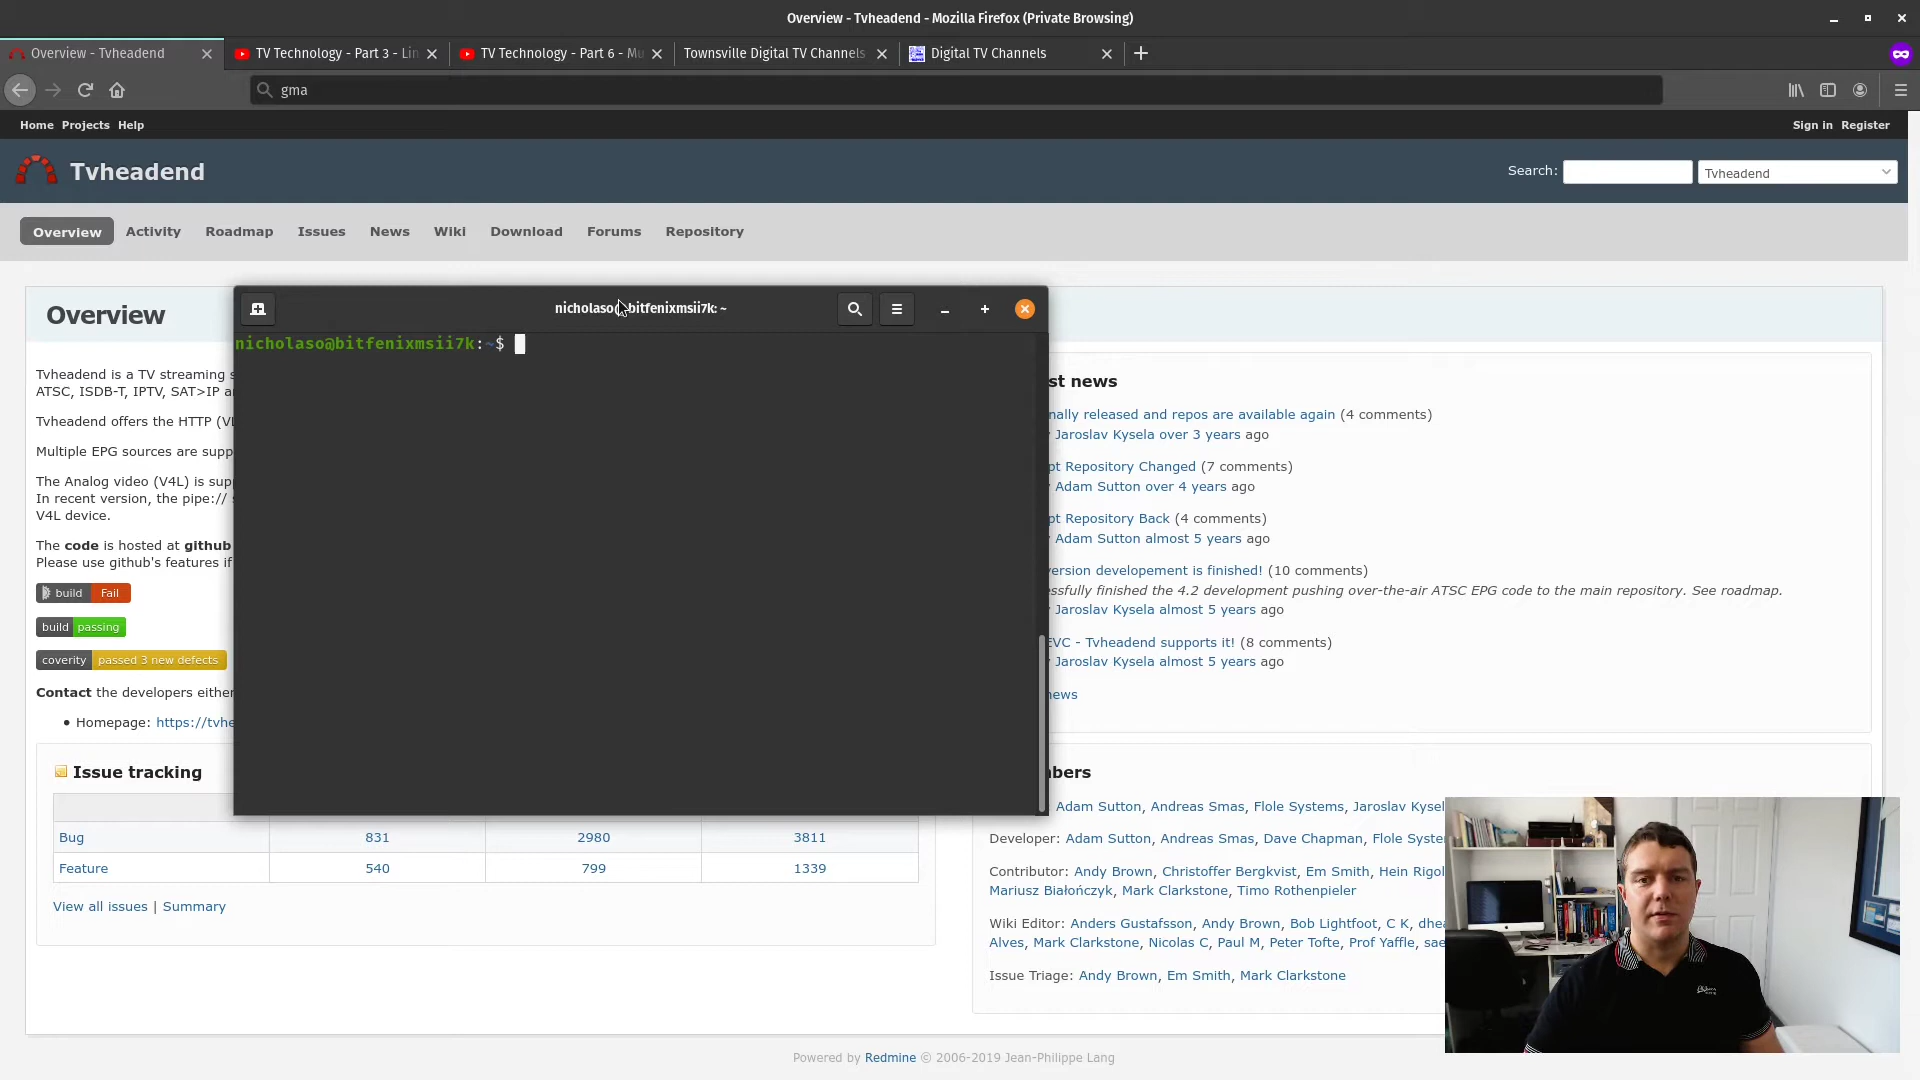 Overview - Tvheadend - Mozilla Firefox (Private Browsing)
Overview - Tvheadend
TV Technology - Part 3 - Lin
TV Technology - Part 6 - Mu
Townsville Digital TV Channels
Digital TV Channels
gma
Home Projects Help
Sign in Register
Tvheadend
Search:
Tvheadend
Overview Activity Roadmap Issues News Wiki Download Forums Repository
Overview
Tvheadend is a TV streaming s
ATSC, ISDB-T, IPTV, SAT>IP a
Tvheadend offers the HTTP (VL
Multiple EPG sources are supp
The Analog video (V4L) is sup
In recent version, the pipe://
V4L device.
The code is hosted at github
Please use github's features if
build Fail
build passing
coverity passed 3 new defects
Contact the developers either
Homepage: https://tvhe
nicholaso@bitfenixmsii7k: ~
nicholaso@bitfenixmsii7k:~$
st news
nally released and repos are available again (4 comments)
Jaroslav Kysela over 3 years ago
pt Repository Changed (7 comments)
Adam Sutton over 4 years ago
pt Repository Back (4 comments)
Adam Sutton almost 5 years ago
version developement is finished! (10 comments)
essfully finished the 4.2 development pushing over-the-air ATSC EPG code to the main repository. See roadmap.
Jaroslav Kysela almost 5 years ago
EVC - Tvheadend supports it! (8 comments)
Jaroslav Kysela almost 5 years ago
news
Issue tracking
Bug 831 2980 3811
Feature 540 799 1339
View all issues | Summary
mbers
Adam Sutton, Andreas Smas, Flole Systems, Jaroslav Kysel
Developer: Adam Sutton, Andreas Smas, Dave Chapman, Flole Syste
Contributor: Andy Brown, Christoffer Bergkvist, Em Smith, Hein Rigol
Mariusz Białończyk, Mark Clarkstone, Timo Rothenpieler
Wiki Editor: Anders Gustafsson, Andy Brown, Bob Lightfoot, C K, dhea
Alves, Mark Clarkstone, Nicolas C, Paul M, Peter Tofte, Prof Yaffle, sae
Issue Triage: Andy Brown, Em Smith, Mark Clarkstone
Powered by Redmine © 2006-2019 Jean-Philippe Lang